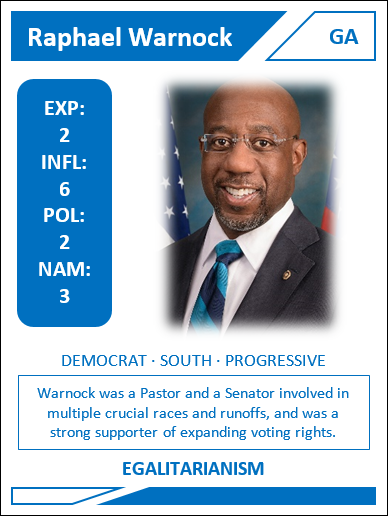 Raphael Warnock
GA
EXP:
2
INFL:
6
POL:
2
NAM:
3
DEMOCRAT · SOUTH · PROGRESSIVE
Warnock was a Pastor and a Senator involved in
multiple crucial races and runoffs, and was a
strong supporter of expanding voting rights.
EGALITARIANISM